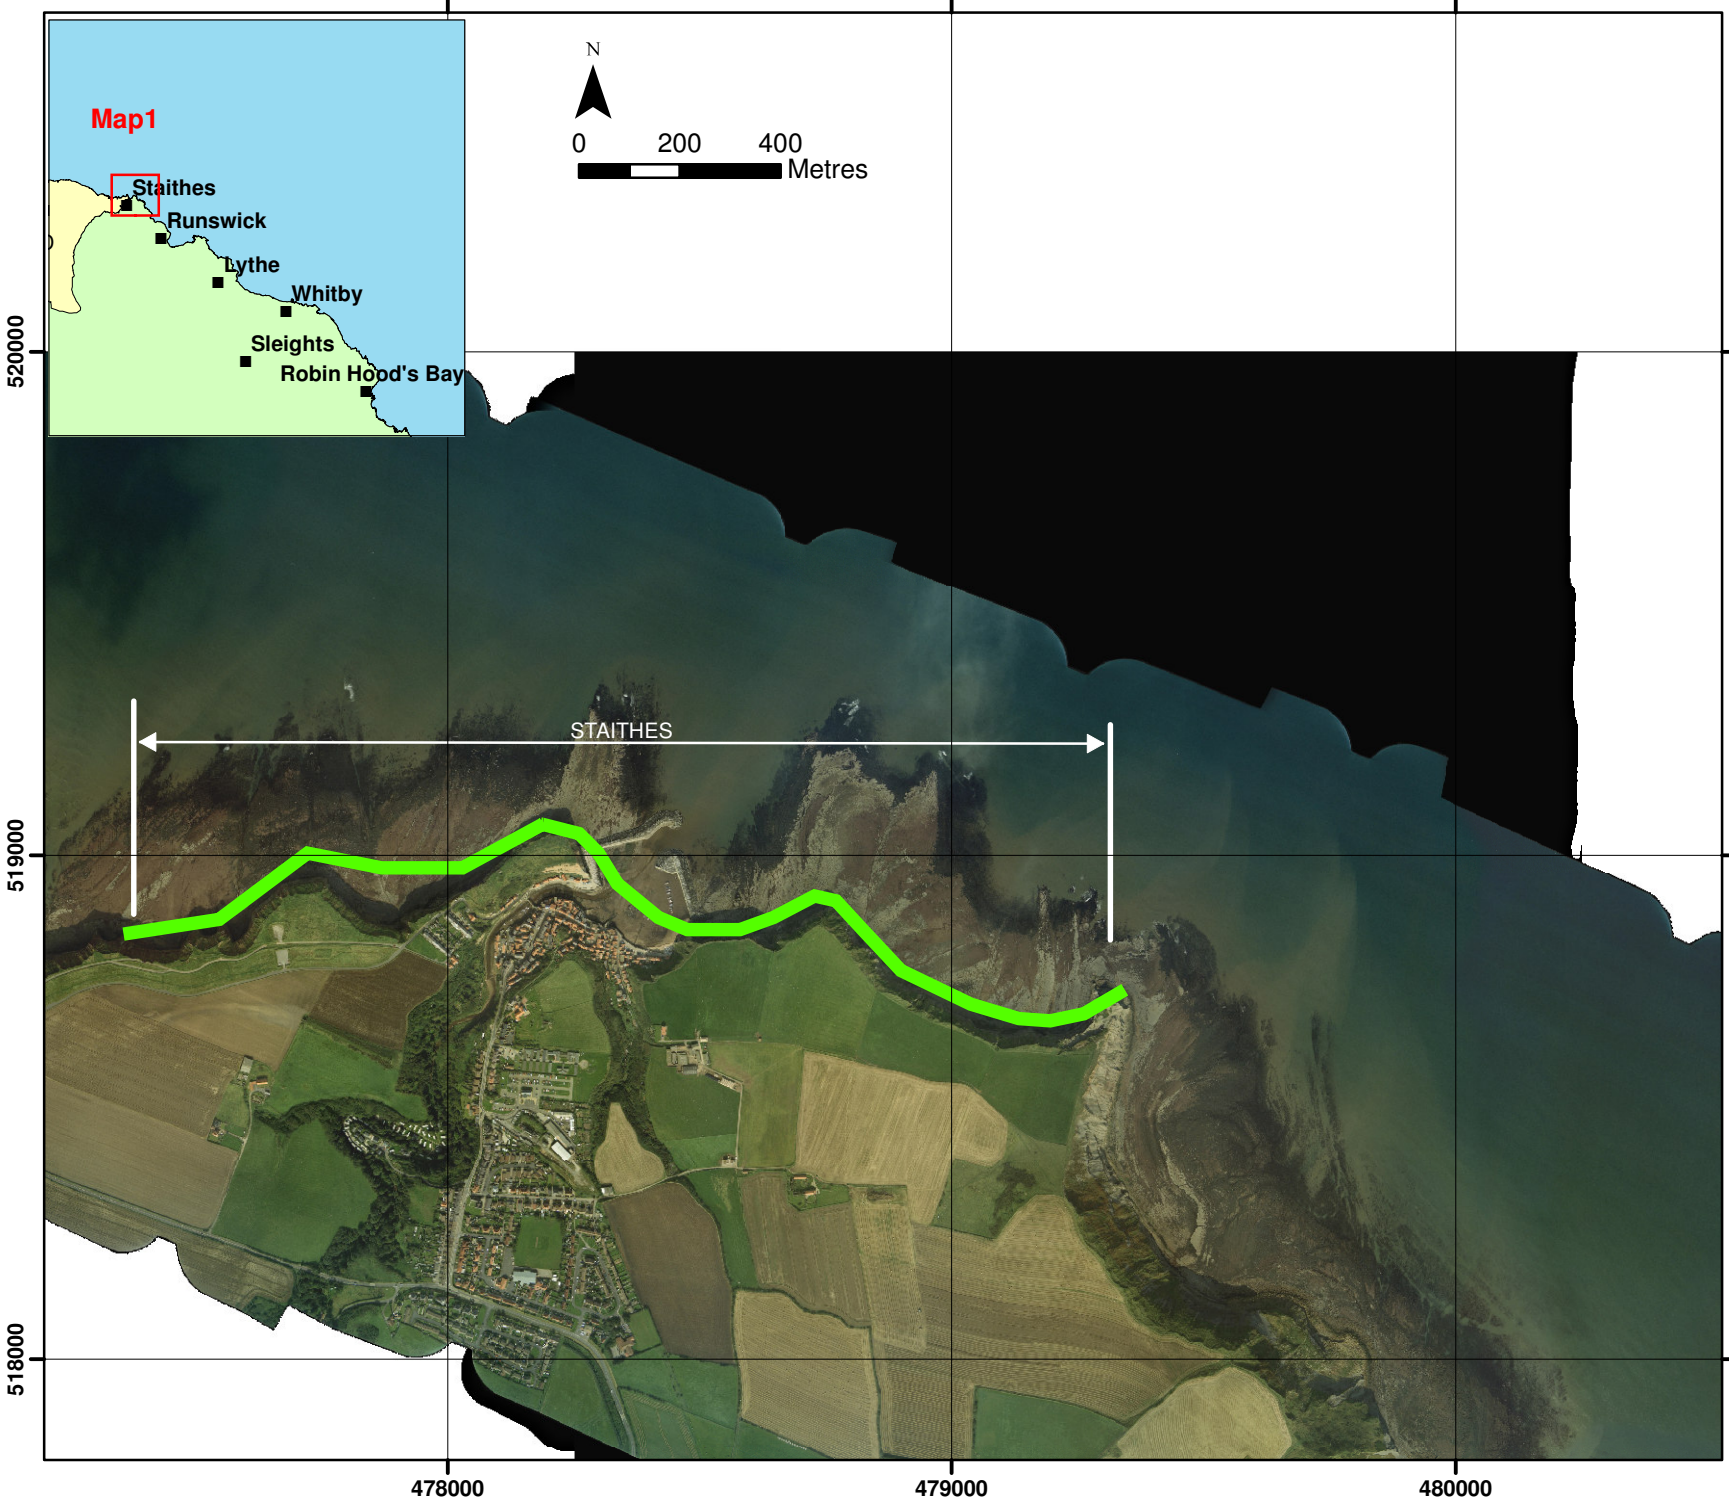 Map1
Staithes
Runswick
Lythe
Whitby
Sleights
Robin Hood's Bay
N
0 200 400
Metres
STAITHES
520000
519000
518000
478000 479000 480000